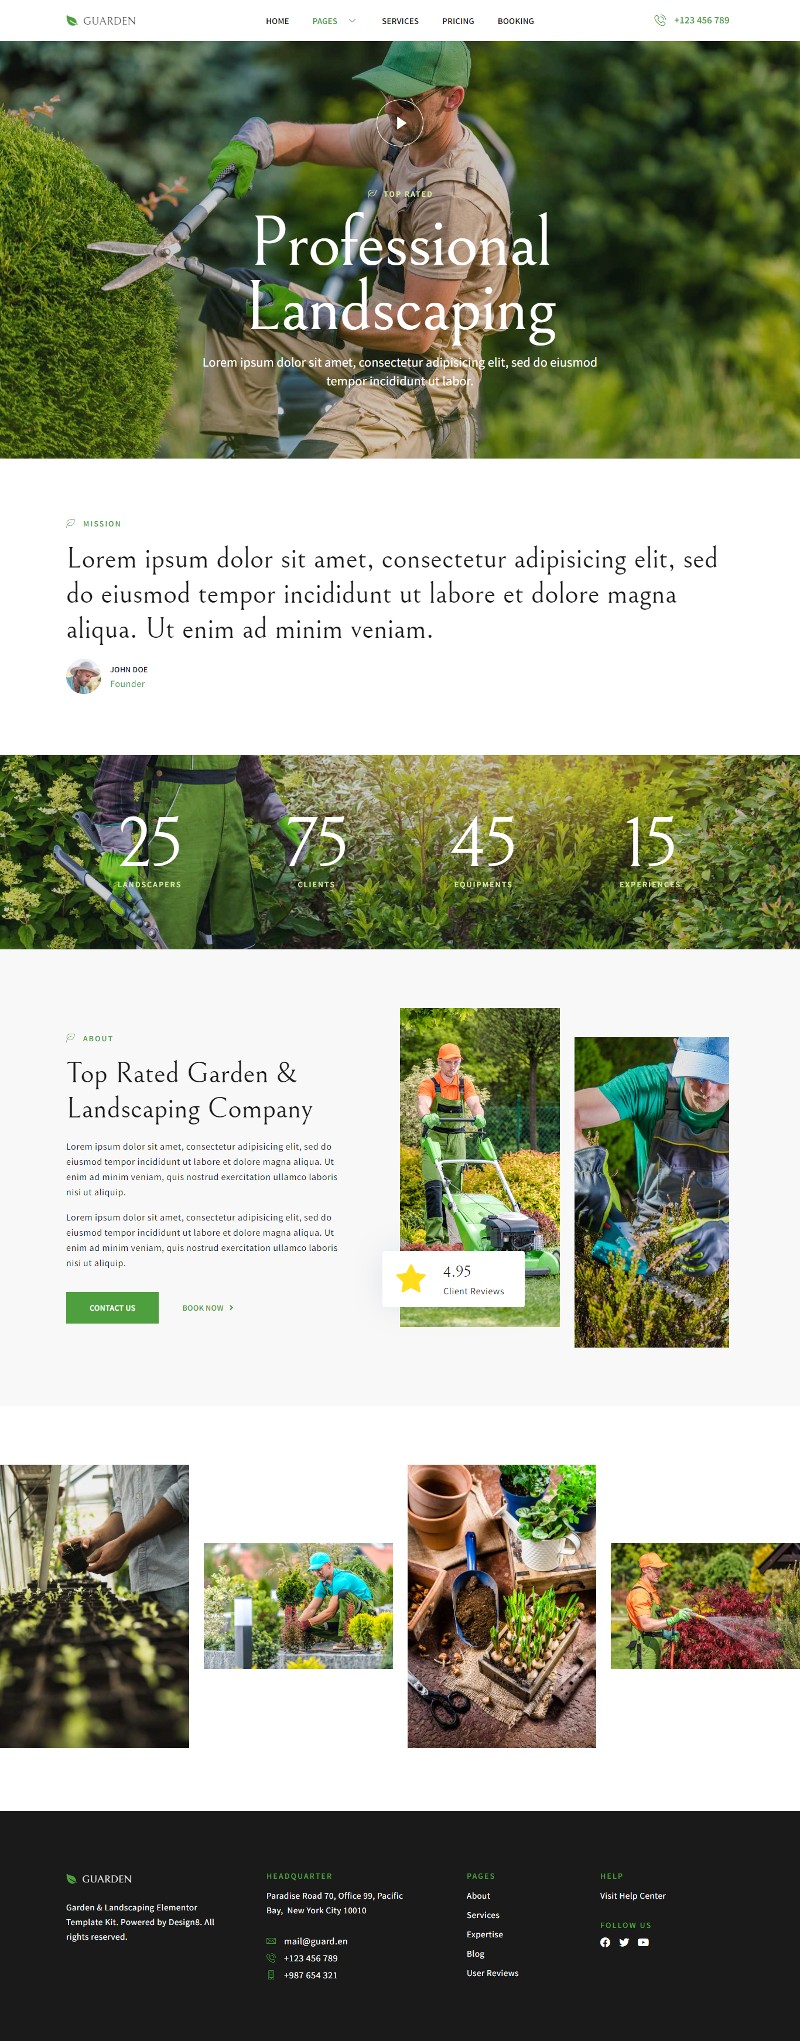 GUARDEN
HOME PAGES SERVICES PRICING BOOKING
+123 456 789
TOP RATED
Professional
Landscaping
Lorem ipsum dolor sit amet, consectetur adipisicing elit, sed do eiusmod
tempor incididunt ut labor.
MISSION
Lorem ipsum dolor sit amet, consectetur adipisicing elit, sed
do eiusmod tempor incididunt ut labore et dolore magna
aliqua. Ut enim ad minim veniam.
JOHN DOE
Founder
25
LANDSCAPERS
75
CLIENTS
45
EQUIPMENTS
15
EXPERIENCES
ABOUT
Top Rated Garden &
Landscaping Company
Lorem ipsum dolor sit amet, consectetur adipisicing elit, sed do
eiusmod tempor incididunt ut labore et dolore magna aliqua. Ut
enim ad minim veniam, quis nostrud exercitation ullamco laboris
nisi ut aliquip.
Lorem ipsum dolor sit amet, consectetur adipisicing elit, sed do
eiusmod tempor incididunt ut labore et dolore magna aliqua. Ut
enim ad minim veniam, quis nostrud exercitation ullamco laboris
nisi ut aliquip.
CONTACT US
BOOK NOW
4.95
Client Reviews
GUARDEN
Garden & Landscaping Elementor
Template Kit. Powered by Design8. All
rights reserved.
HEADQUARTER
Paradise Road 70, Office 99, Pacific
Bay, New York City 10010
mail@guard.en
+123 456 789
+987 654 321
PAGES
About
Services
Expertise
Blog
User Reviews
HELP
Visit Help Center
FOLLOW US